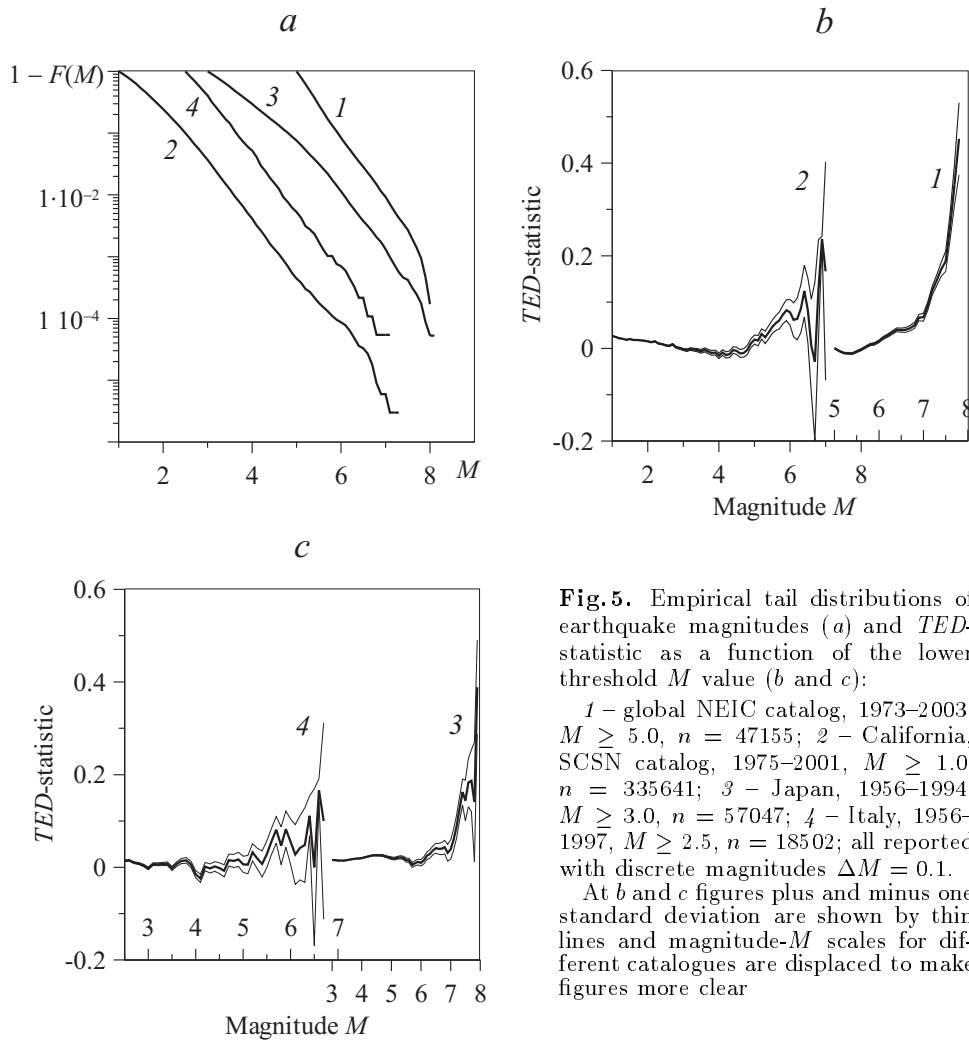 a
1 – F(M)
1·10⁻²
1 10⁻⁴
4
3
1
2
2 4 6 8 M
b
0.6
0.4
0.2
0
-0.2
TED-statistic
2
1
5 6 7 8
2 4 6 8
Magnitude M
c
0.6
0.4
0.2
0
-0.2
TED-statistic
4
3
3 4 5 6 7
3 4 5 6 7 8
Magnitude M
Fig.5. Empirical tail distributions of
earthquake magnitudes (a) and TED-
statistic as a function of the lower
threshold M value (b and c):
1 – global NEIC catalog, 1973–2003
M ≥ 5.0, n = 47155; 2 – California,
SCSN catalog, 1975–2001, M ≥ 1.0
n = 335641; 3 – Japan, 1956–1994
M ≥ 3.0, n = 57047; 4 – Italy, 1956–
1997, M ≥ 2.5, n = 18502; all reported
with discrete magnitudes ΔM = 0.1.
At b and c figures plus and minus one
standard deviation are shown by thin
lines and magnitude-M scales for dif-
ferent catalogues are displaced to make
figures more clear